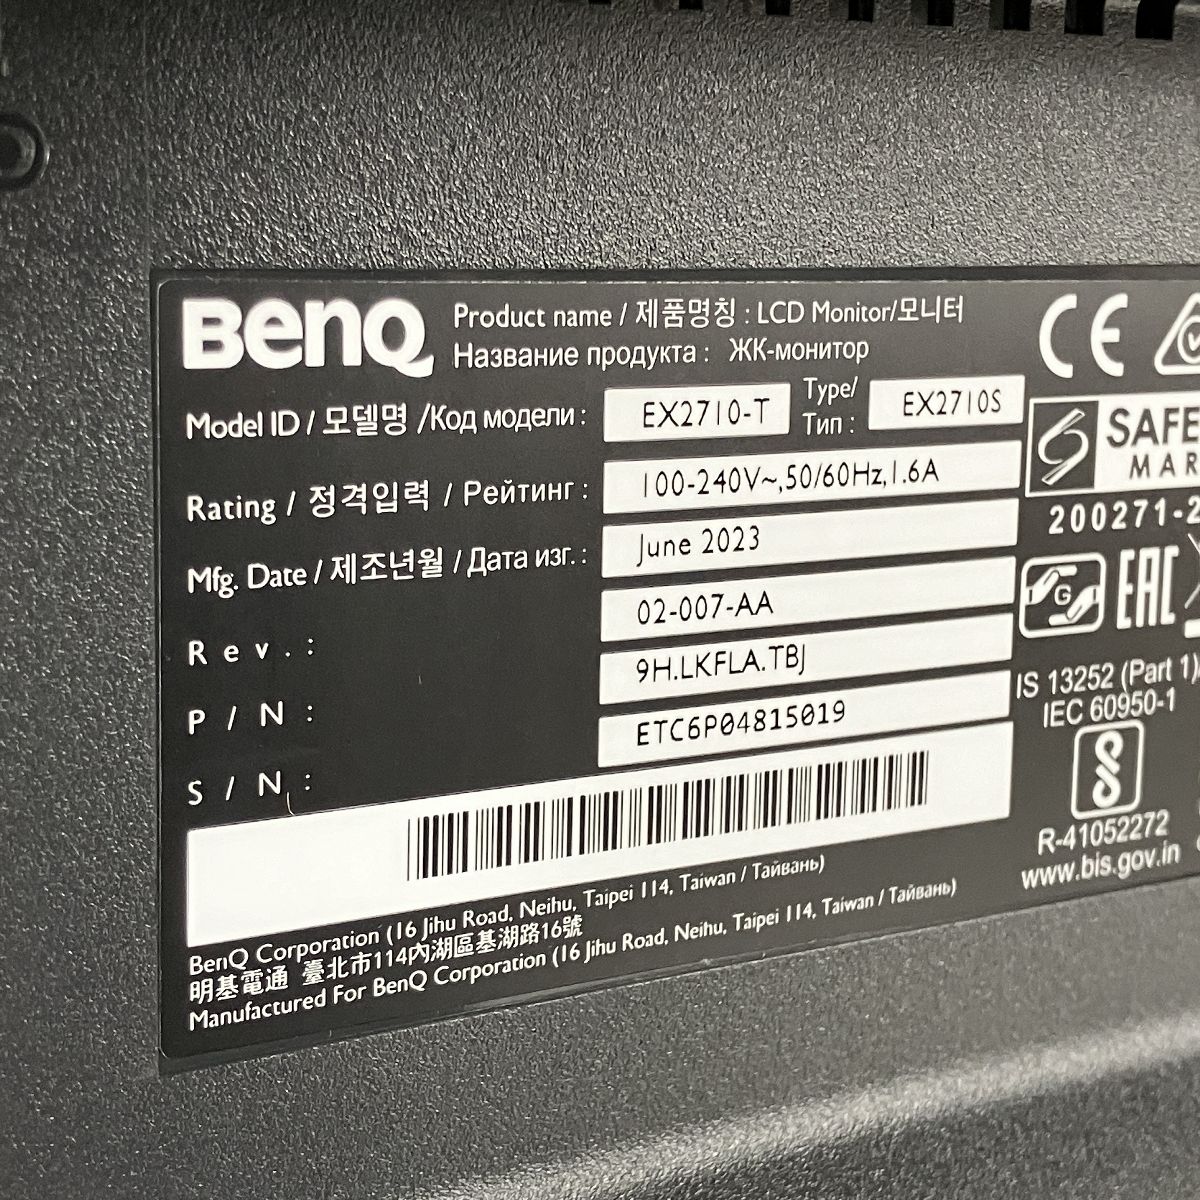 BenQ
Product name / 제품명칭 : LCD Monitor/모니터
Название продукта : ЖК-монитор
Model ID / 모델명 /Код модели : EX2710-T Type/ Тип : EX2710S
Rating / 정격입력 / Рейтинг : 100-240V~,50/60Hz,1.6A
Mfg. Date / 제조년월 / Дата изг. : June 2023
Rev. : 02-007-AA
P/N : 9H.LKFLA.TBJ
S/N : ETC6P04815019
BenQ Corporation (16 Jihu Road, Neihu, Taipei 114, Taiwan / Тайвань)
明基電通 臺北市114內湖區基湖路16號
Manufactured For BenQ Corporation (16 Jihu Road, Neihu, Taipei 114, Taiwan / Тайвань)
CE
SAFE
MAR
200271-2
G
EAC
IS 13252 (Part 1)
IEC 60950-1
R-41052272
www.bis.gov.in